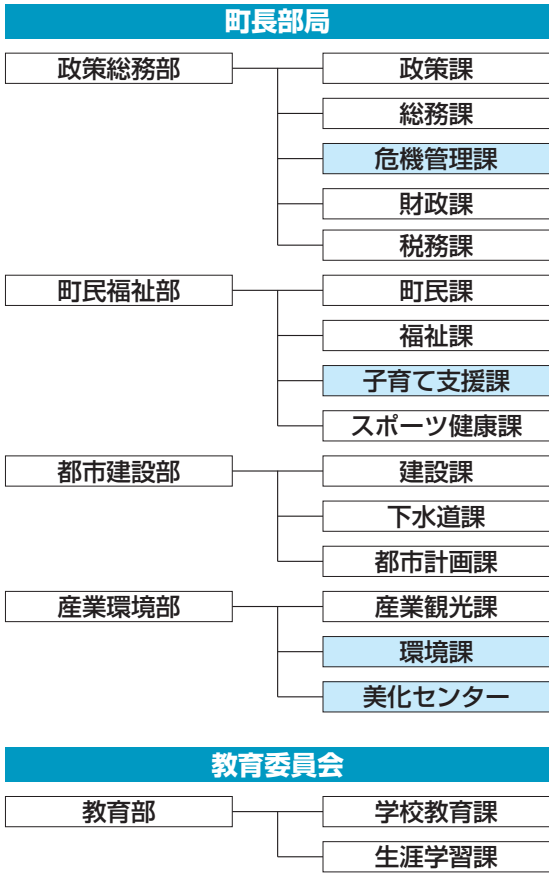 町長部局
政策総務部
政策課
総務課
危機管理課
財政課
税務課
町民福祉部
町民課
福祉課
子育て支援課
スポーツ健康課
都市建設部
建設課
下水道課
都市計画課
産業環境部
産業観光課
環境課
美化センター
教育委員会
教育部
学校教育課
生涯学習課